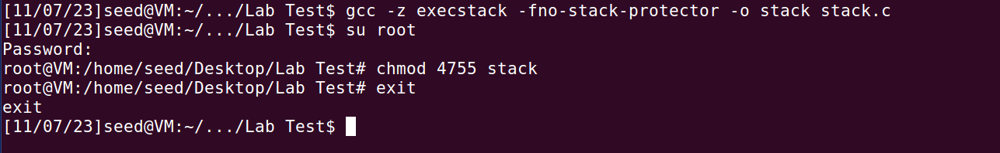 [11/07/23]seed@VM:~/.../Lab Test$ gcc -z execstack -fno-stack-protector -o stack stack.c
[11/07/23]seed@VM:~/.../Lab Test$ su root
Password:
root@VM:/home/seed/Desktop/Lab Test# chmod 4755 stack
root@VM:/home/seed/Desktop/Lab Test# exit
exit
[11/07/23]seed@VM:~/.../Lab Test$